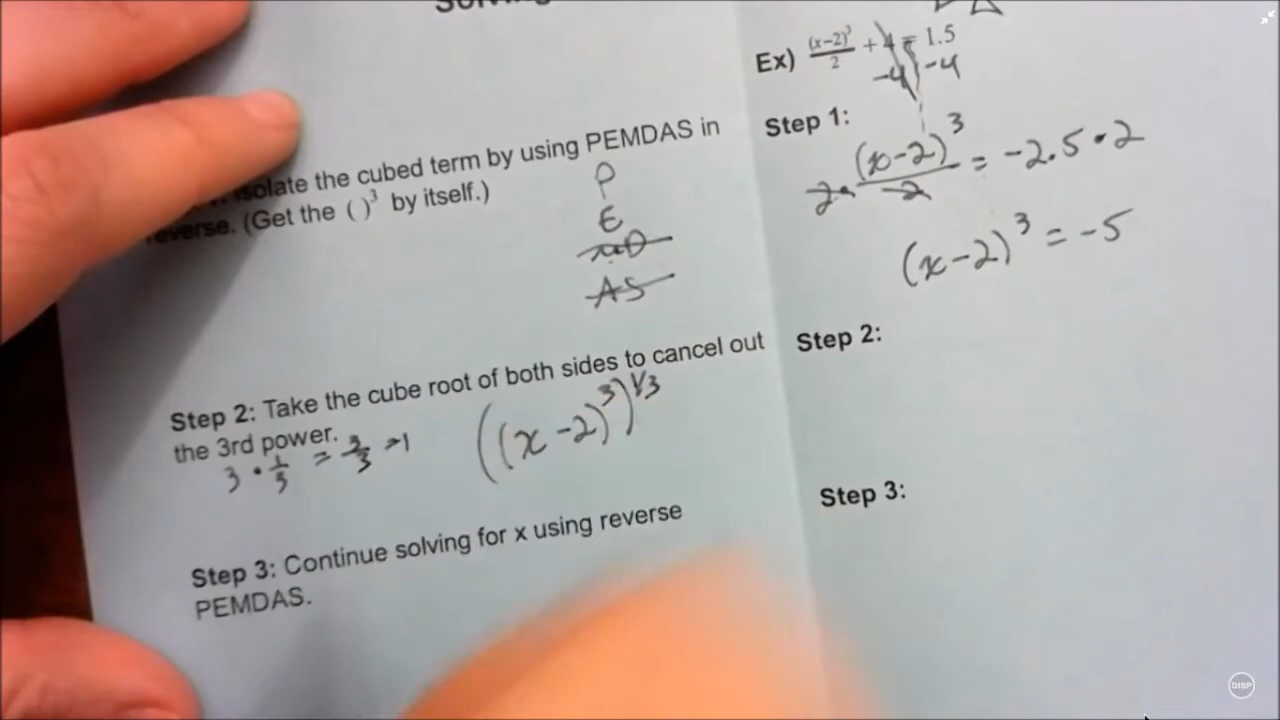 Ex) (x-2)³/2 + 4 = 1.5
-4 -4
isolate the cubed term by using PEMDAS in
reverse. (Get the ( )³ by itself.)
P
E
MD
AS
Step 2: Take the cube root of both sides to cancel out
the 3rd power.
3 · 1/3 = 3/3 = 1
((x-2)³)^1/3
Step 3: Continue solving for x using reverse
PEMDAS.
Step 1:
2 · (x-2)³/2 = -2.5 · 2
(x-2)³ = -5
Step 2:
Step 3:
DISP